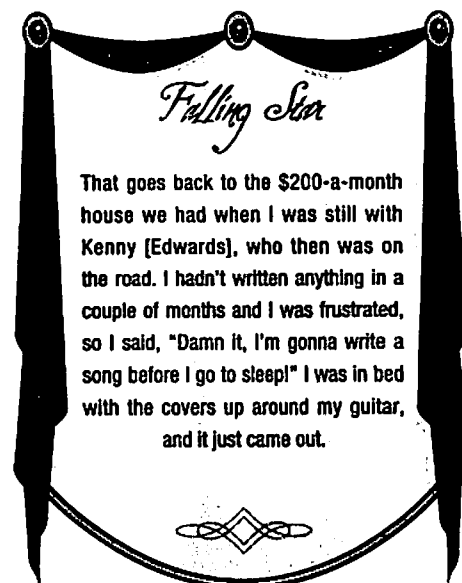 Falling Star
That goes back to the $200-a-month
house we had when I was still with
Kenny [Edwards], who then was on
the road. I hadn't written anything in a
couple of months and I was frustrated,
so I said, "Damn it, I'm gonna write a
song before I go to sleep!" I was in bed
with the covers up around my guitar,
and it just came out.